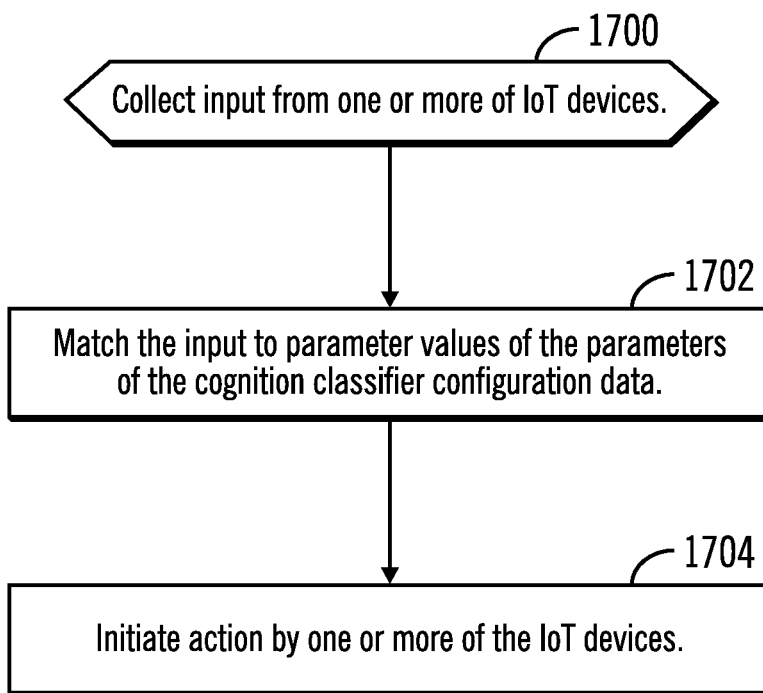 1700
Collect input from one or more of IoT devices.
1702
Match the input to parameter values of the parameters
of the cognition classifier configuration data.
1704
Initiate action by one or more of the IoT devices.